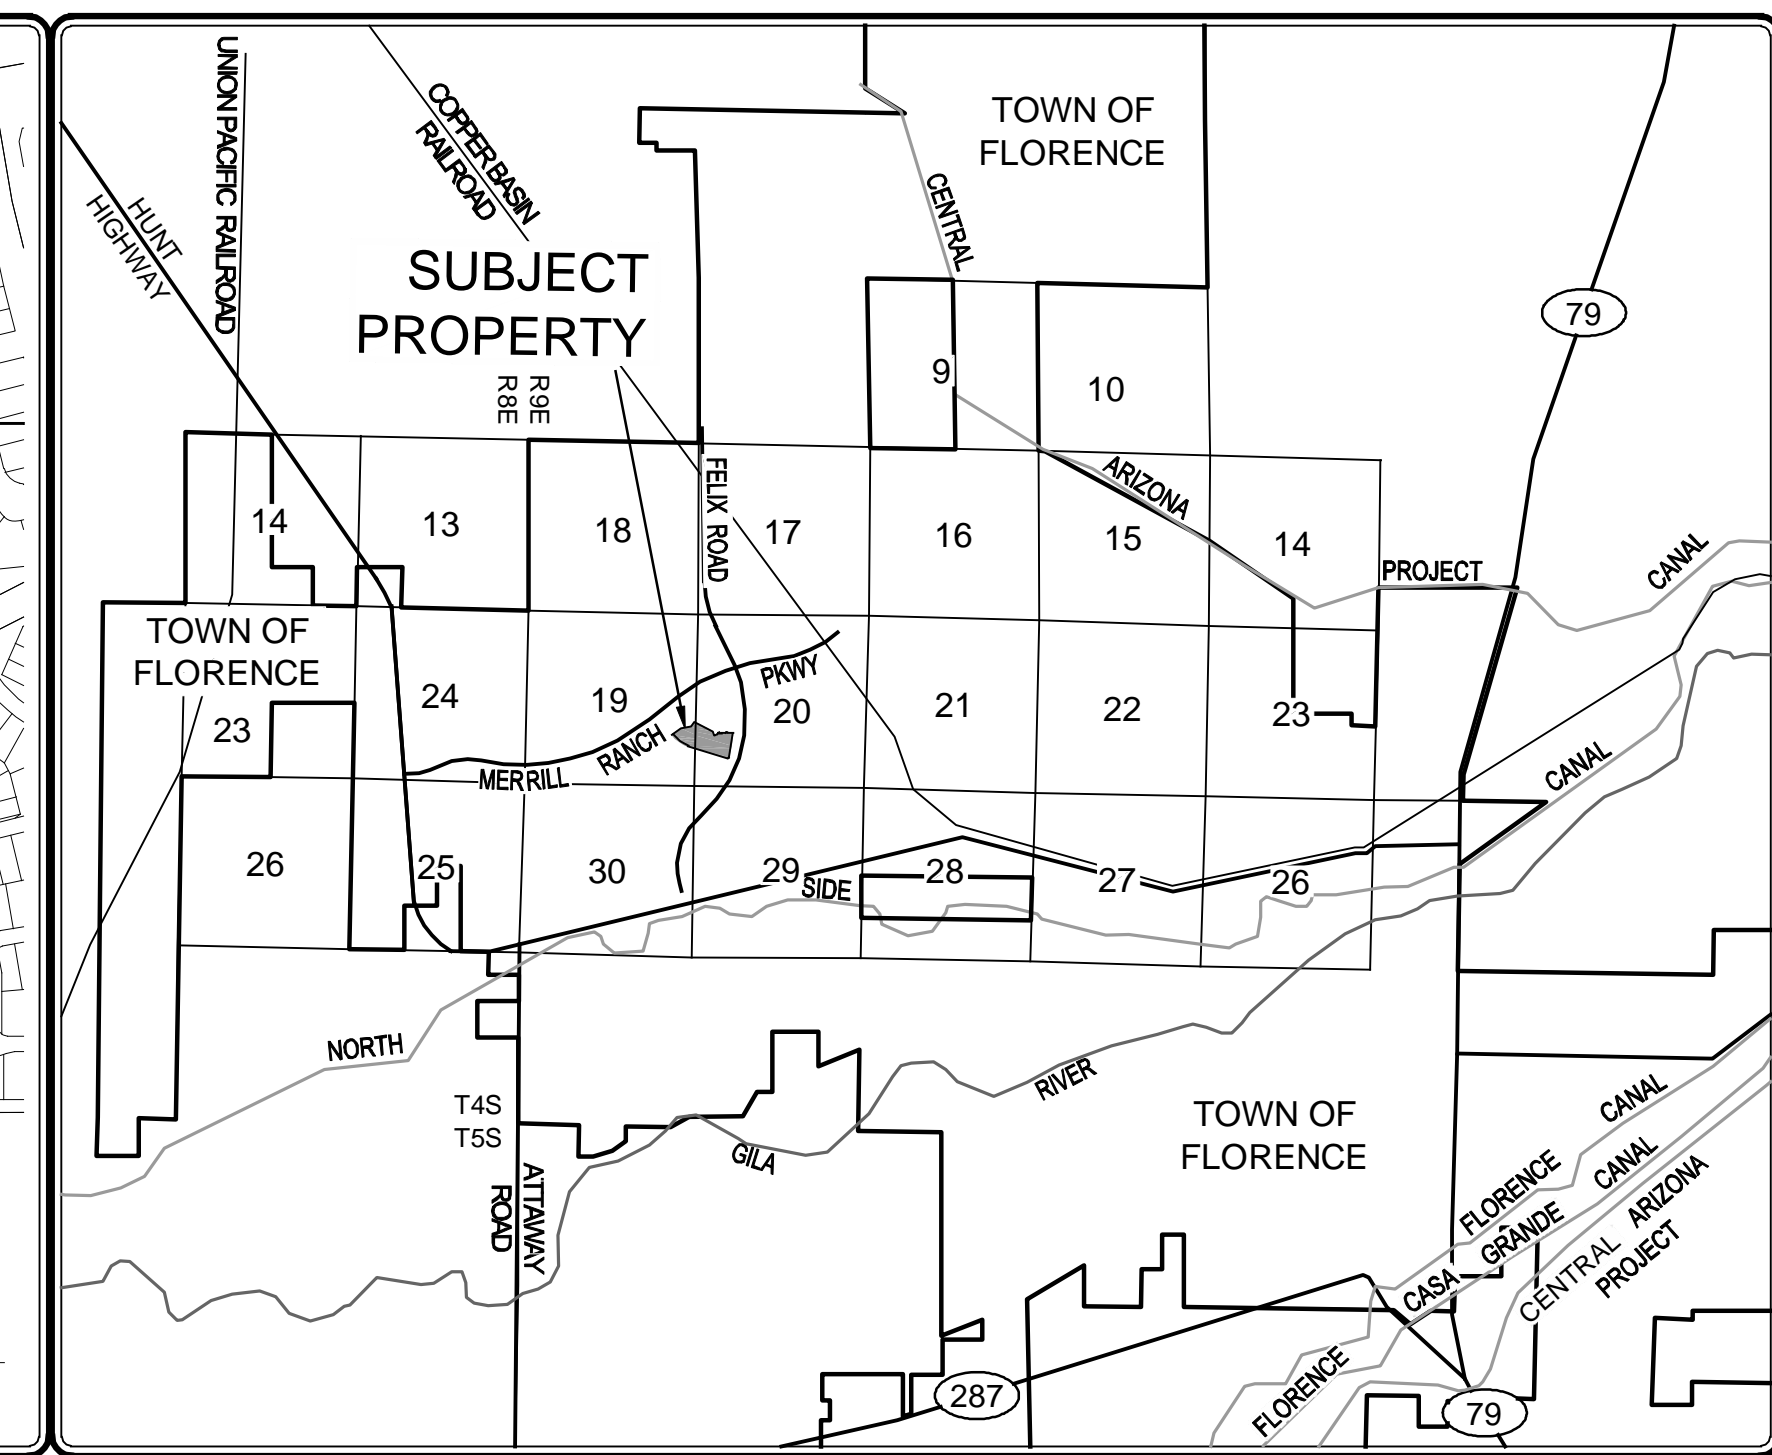 UNION PACIFIC RAILROAD
COPPER BASIN
RAILROAD
HUNT
HIGHWAY
TOWN OF
FLORENCE
CENTRAL
SUBJECT
PROPERTY
R8E
R9E
79
9
10
14
13
18
FELIX ROAD
17
16
15
ARIZONA
14
PROJECT
CANAL
TOWN OF
FLORENCE
23
24
19
MERRILL
RANCH
PKWY
20
21
22
23
CANAL
26
25
30
29
SIDE
28
27
26
NORTH
T4S
T5S
ATTAWAY
ROAD
GILA
RIVER
TOWN OF
FLORENCE
CANAL
FLORENCE
CANAL
CASA GRANDE
FLORENCE
CENTRAL ARIZONA
PROJECT
287
79